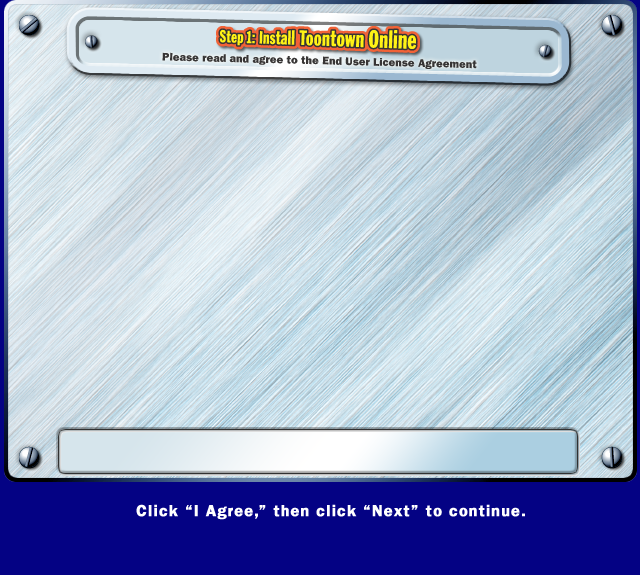 Step 1: Install Toontown Online
Please read and agree to the End User License Agreement
Click “I Agree,” then click “Next” to continue.